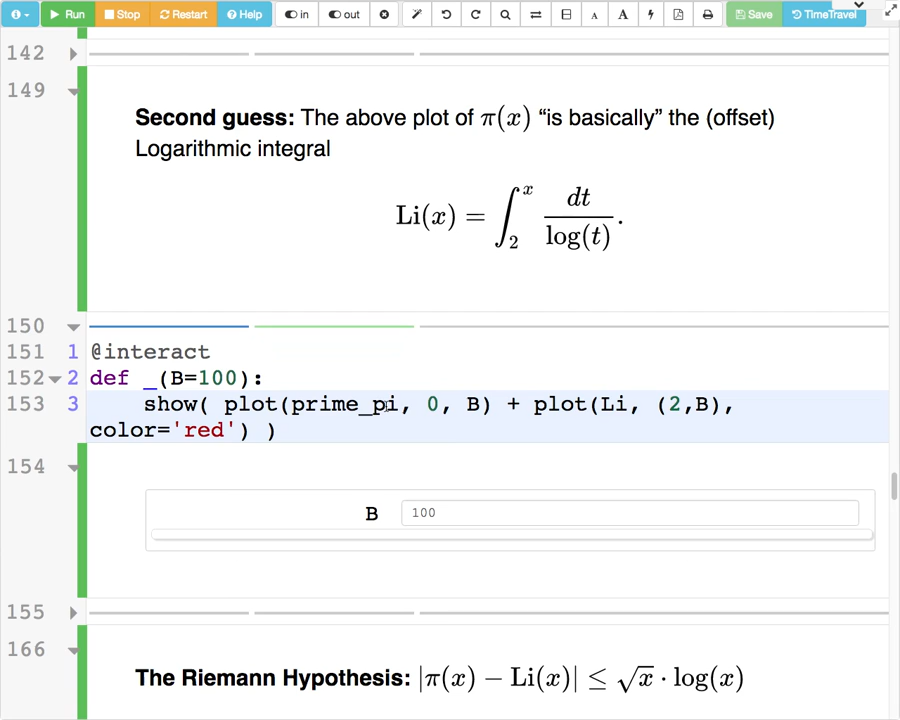 Run Stop Restart Help in out A A Save TimeTravel
142
149
Second guess: The above plot of π(x) “is basically” the (offset)
Logarithmic integral
Li(x) = ∫₂ˣ dt / log(t) .
150
151 1 @interact
152 2 def _(B=100):
153 3 show( plot(prime_pi, 0, B) + plot(Li, (2,B),
color='red') )
154
B 100
155
166
The Riemann Hypothesis: |π(x) − Li(x)| ≤ √x · log(x)